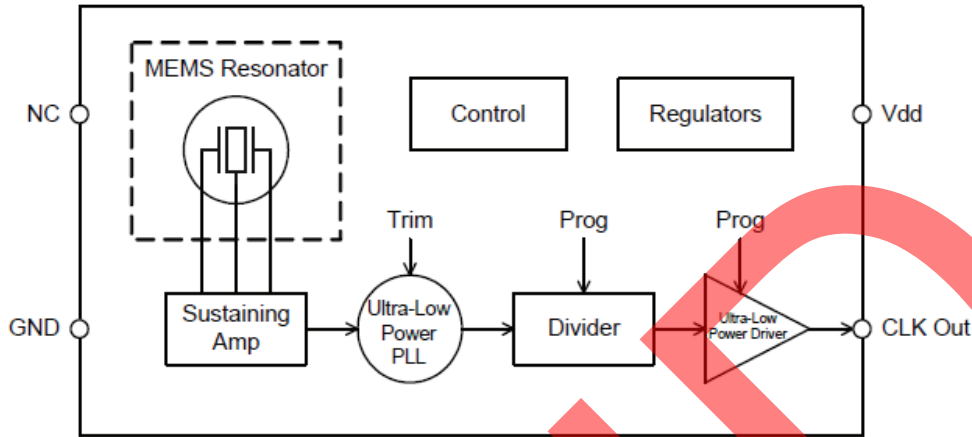 MEMS Resonator
NC
Control
Regulators
Vdd
Trim
Prog
Prog
GND
Sustaining
Amp
Ultra-Low
Power
PLL
Divider
Ultra-Low
Power Driver
CLK Out